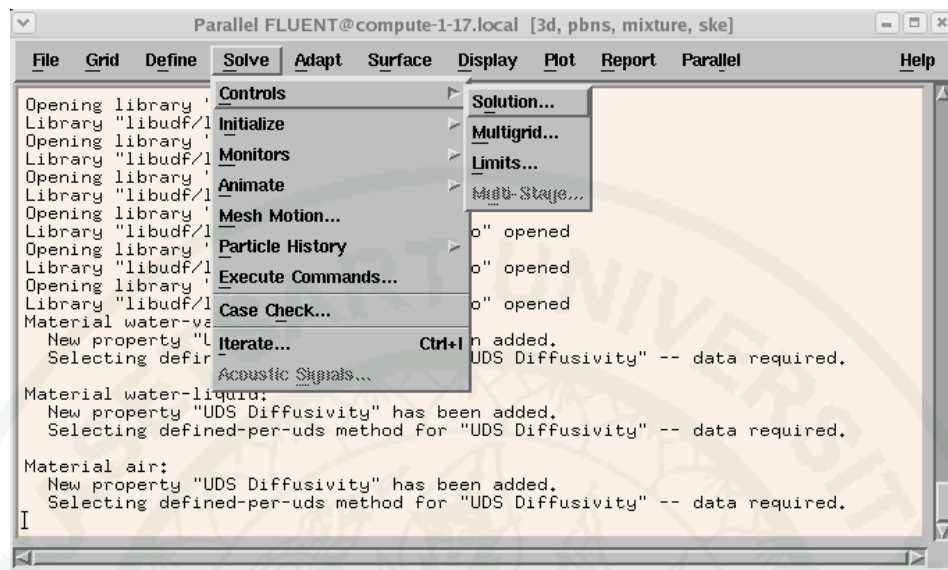 Parallel FLUENT@compute-1-17.local [3d, pbns, mixture, ske]
File Grid Define Solve Adapt Surface Display Plot Report Parallel Help
Controls
Initialize
Monitors
Animate
Mesh Motion...
Particle History
Execute Commands...
Case Check...
Iterate... Ctrl+I
Acoustic Signals...
Solution...
Multigrid...
Limits...
Multi-Stage...
Opening library '
Library "libudf/l
Opening library '
Library "libudf/l
Opening library '
Library "libudf/l
Opening library '
Library "libudf/l o" opened
Opening library '
Library "libudf/l o" opened
Opening library '
Library "libudf/l o" opened
Material water-va
New property "U n added.
Selecting defin UDS Diffusivity" -- data required.
Material water-liquid:
New property "UDS Diffusivity" has been added.
Selecting defined-per-uds method for "UDS Diffusivity" -- data required.
Material air:
New property "UDS Diffusivity" has been added.
Selecting defined-per-uds method for "UDS Diffusivity" -- data required.